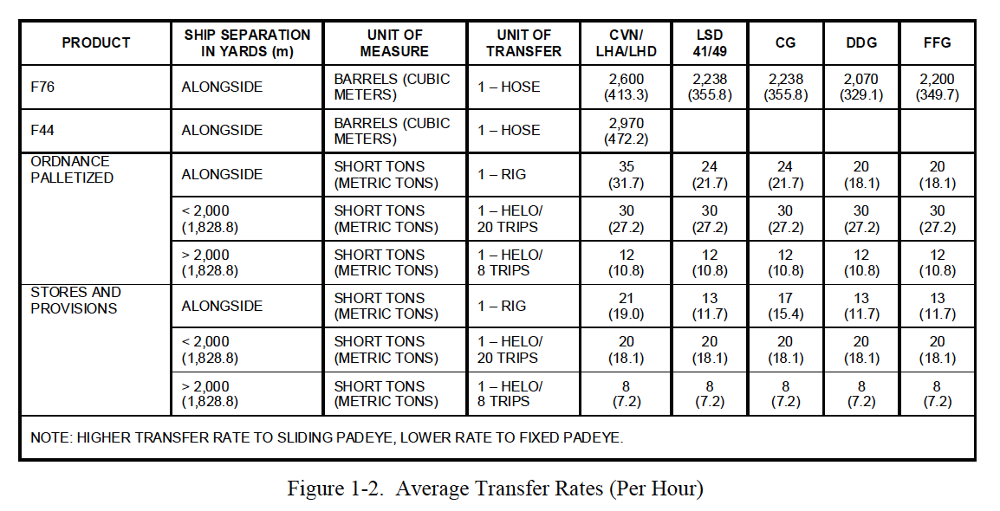 PRODUCT
SHIP SEPARATION
IN YARDS (m)
UNIT OF
MEASURE
UNIT OF
TRANSFER
CVN/
LHA/LHD
LSD
41/49
CG
DDG
FFG
F76
ALONGSIDE
BARRELS (CUBIC
METERS)
1 – HOSE
2,600
(413.3)
2,238
(355.8)
2,238
(355.8)
2,070
(329.1)
2,200
(349.7)
F44
ALONGSIDE
BARRELS (CUBIC
METERS)
1 – HOSE
2,970
(472.2)
ORDNANCE
PALLETIZED
ALONGSIDE
SHORT TONS
(METRIC TONS)
1 – RIG
35
(31.7)
24
(21.7)
24
(21.7)
20
(18.1)
20
(18.1)
< 2,000
(1,828.8)
SHORT TONS
(METRIC TONS)
1 – HELO/
20 TRIPS
30
(27.2)
30
(27.2)
30
(27.2)
30
(27.2)
30
(27.2)
> 2,000
(1,828.8)
SHORT TONS
(METRIC TONS)
1 – HELO/
8 TRIPS
12
(10.8)
12
(10.8)
12
(10.8)
12
(10.8)
12
(10.8)
STORES AND
PROVISIONS
ALONGSIDE
SHORT TONS
(METRIC TONS)
1 – RIG
21
(19.0)
13
(11.7)
17
(15.4)
13
(11.7)
13
(11.7)
< 2,000
(1,828.8)
SHORT TONS
(METRIC TONS)
1 – HELO/
20 TRIPS
20
(18.1)
20
(18.1)
20
(18.1)
20
(18.1)
20
(18.1)
> 2,000
(1,828.8)
SHORT TONS
(METRIC TONS)
1 – HELO/
8 TRIPS
8
(7.2)
8
(7.2)
8
(7.2)
8
(7.2)
8
(7.2)
NOTE: HIGHER TRANSFER RATE TO SLIDING PADEYE, LOWER RATE TO FIXED PADEYE.
Figure 1-2. Average Transfer Rates (Per Hour)